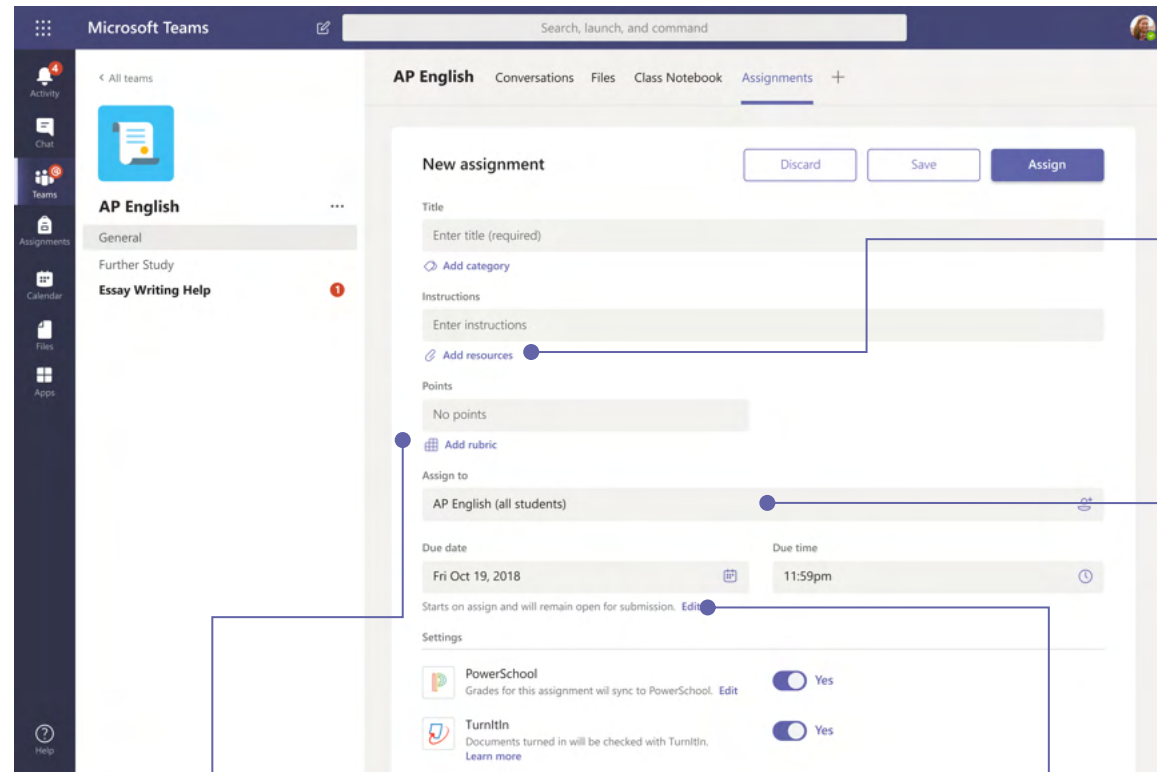 Microsoft Teams
Search, launch, and command
4
Activity
Chat
Teams
Assignments
Calendar
Files
Apps
Help
< All teams
AP English
...
General
Further Study
Essay Writing Help
1
AP English Conversations Files Class Notebook Assignments +
New assignment
Discard
Save
Assign
Title
Enter title (required)
Add category
Instructions
Enter instructions
Add resources
Points
No points
Add rubric
Assign to
AP English (all students)
Due date
Due time
Fri Oct 19, 2018
11:59pm
Starts on assign and will remain open for submission. Edit
Settings
PowerSchool
Grades for this assignment wil sync to PowerSchool. Edit
Yes
TurnItIn
Documents turned in will be checked with TurnItIn.
Learn more
Yes